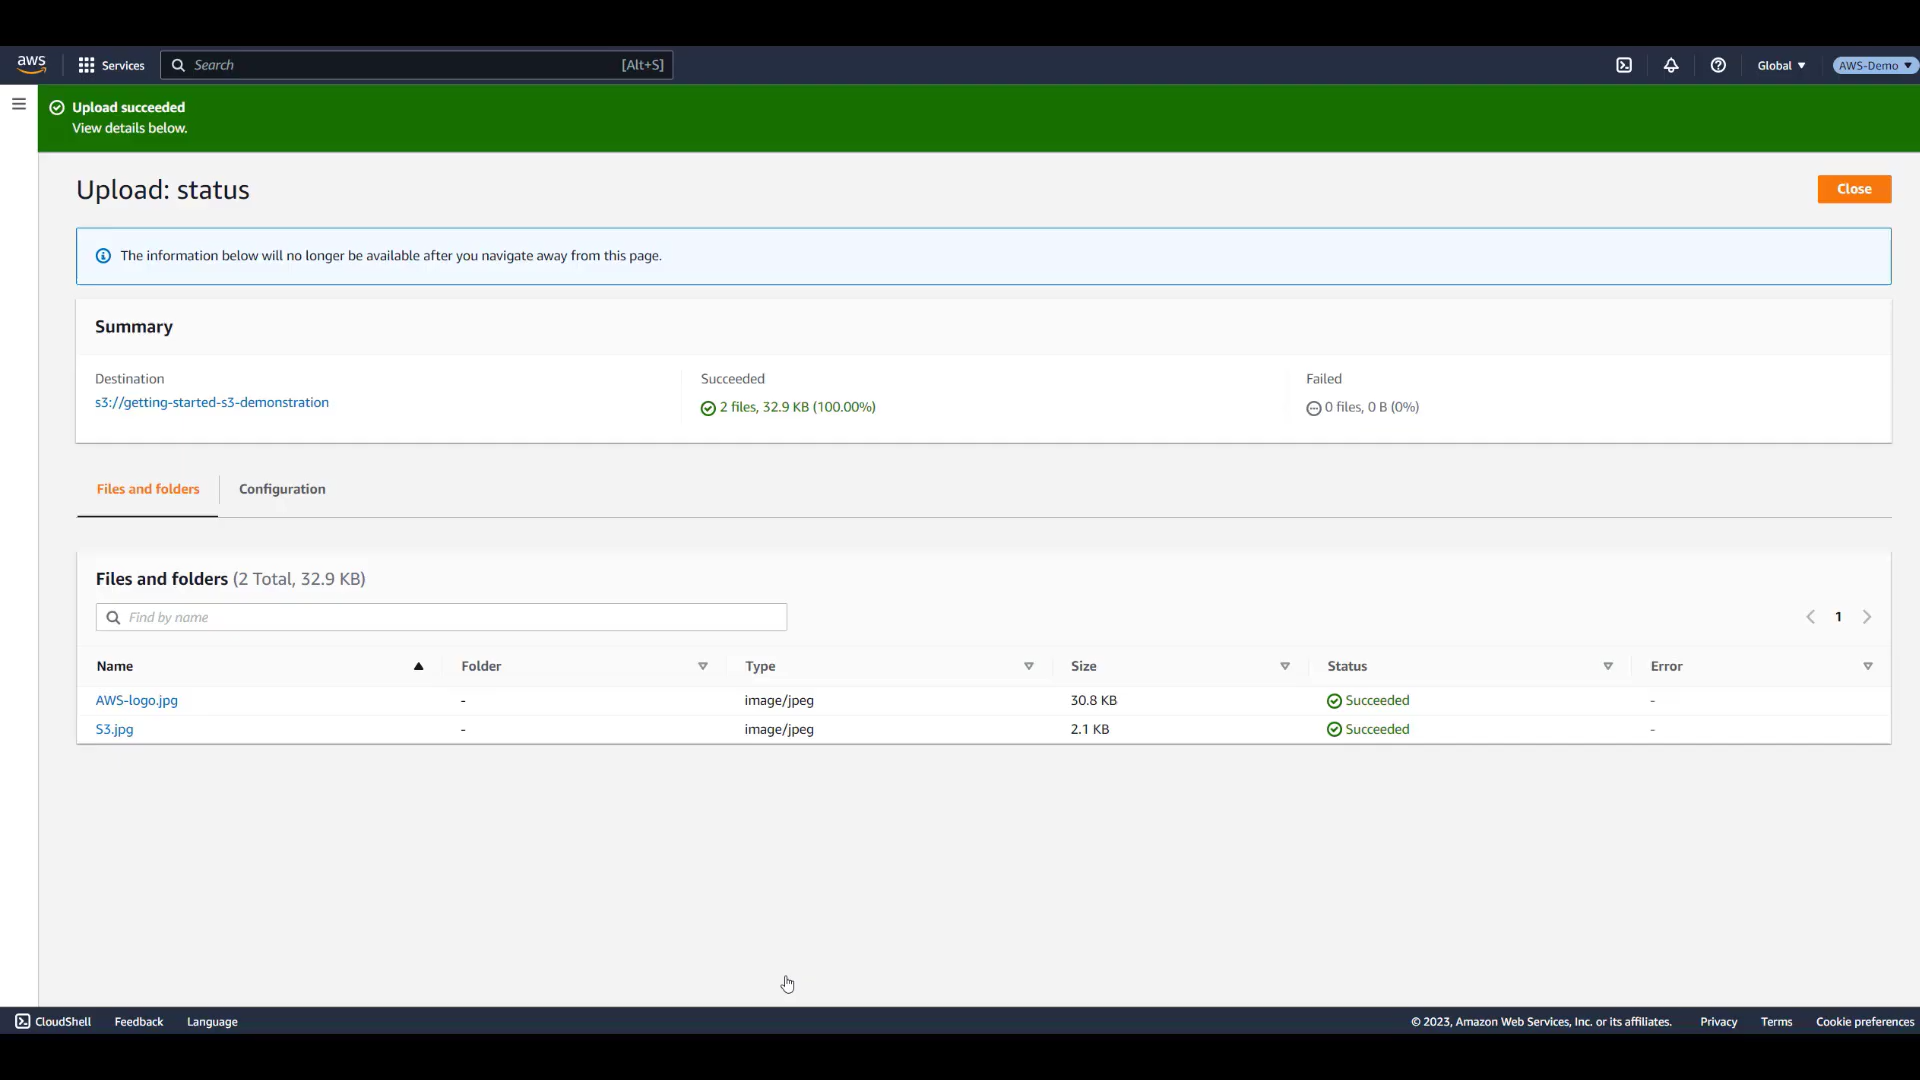 aws Services Search [Alt+S] Global AWS-Demo
Upload succeeded
View details below.
Upload: status Close
The information below will no longer be available after you navigate away from this page.
Summary
Destination Succeeded Failed
s3://getting-started-s3-demonstration 2 files, 32.9 KB (100.00%) 0 files, 0 B (0%)
Files and folders Configuration
Files and folders (2 Total, 32.9 KB)
Find by name 1
Name Folder Type Size Status Error
AWS-logo.jpg - image/jpeg 30.8 KB Succeeded -
S3.jpg - image/jpeg 2.1 KB Succeeded -
CloudShell Feedback Language © 2023, Amazon Web Services, Inc. or its affiliates. Privacy Terms Cookie preferences